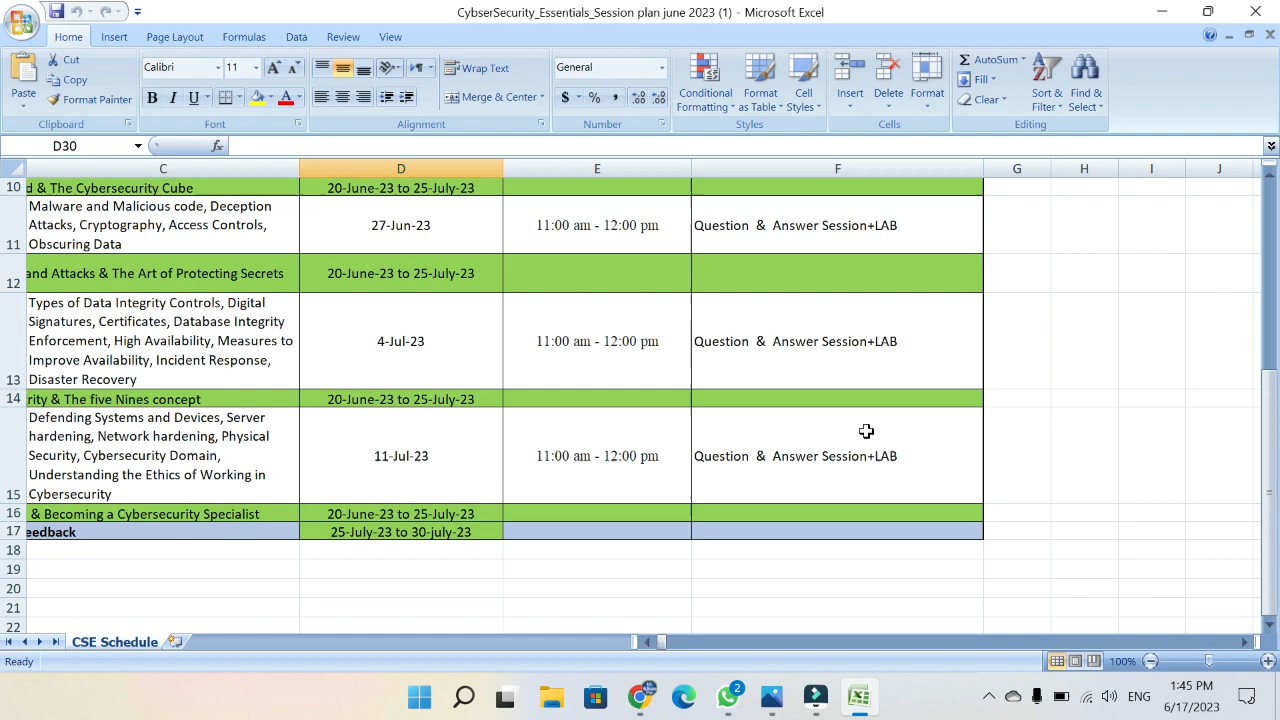 CyberSecurity_Essentials_Session plan june 2023 (1) - Microsoft Excel
Home Insert Page Layout Formulas Data Review View
Paste
Cut
Copy
Format Painter
Clipboard
Calibri 11
B I U A
Font
Wrap Text
Merge & Center
Alignment
General
$ % ,
Number
Conditional Formatting
Format as Table
Cell Styles
Styles
Insert
Delete
Format
Cells
AutoSum
Fill
Clear
Sort & Filter
Find & Select
Editing
D30
fx
C D E F G H I J
10 d & The Cybersecurity Cube 20-June-23 to 25-July-23
Malware and Malicious code, Deception
Attacks, Cryptography, Access Controls,
Obscuring Data
11 27-Jun-23 11:00 am - 12:00 pm Question & Answer Session+LAB
12 and Attacks & The Art of Protecting Secrets 20-June-23 to 25-July-23
Types of Data Integrity Controls, Digital
Signatures, Certificates, Database Integrity
Enforcement, High Availability, Measures to
Improve Availability, Incident Response,
Disaster Recovery
13 4-Jul-23 11:00 am - 12:00 pm Question & Answer Session+LAB
14 rity & The five Nines concept 20-June-23 to 25-July-23
Defending Systems and Devices, Server
hardening, Network hardening, Physical
Security, Cybersecurity Domain,
Understanding the Ethics of Working in
Cybersecurity
15 11-Jul-23 11:00 am - 12:00 pm Question & Answer Session+LAB
16 & Becoming a Cybersecurity Specialist 20-June-23 to 25-July-23
17 eedback 25-July-23 to 30-july-23
18
19
20
21
22
CSE Schedule
Ready 100%
2
ENG
1:45 PM
6/17/2023